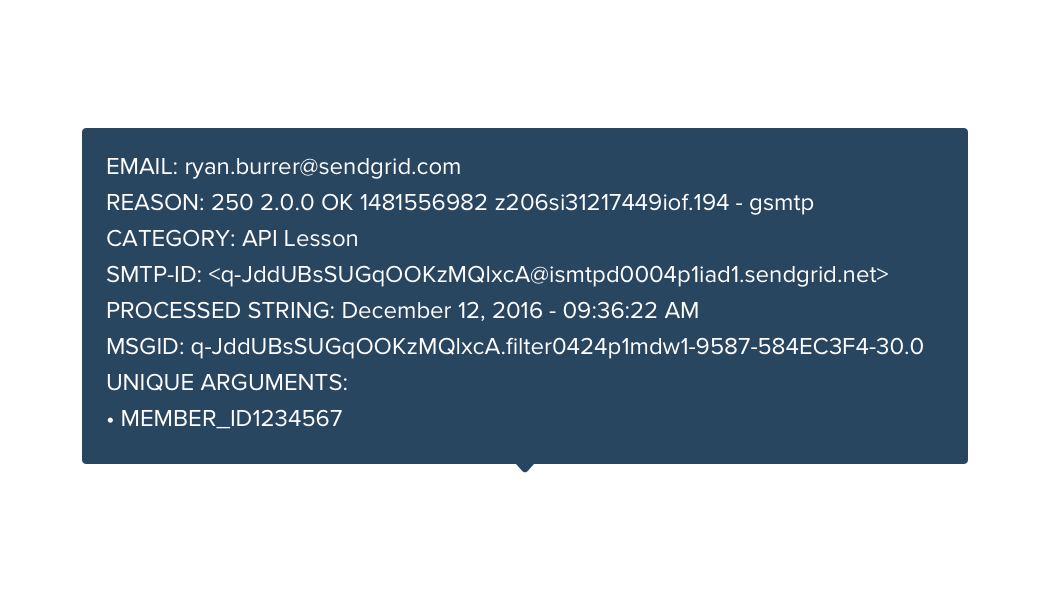 EMAIL: ryan.burrer@sendgrid.com
REASON: 250 2.0.0 OK 1481556982 z206si31217449iof.194 - gsmtp
CATEGORY: API Lesson
SMTP-ID: <q-JddUBsSUGqOOKzMQlxcA@ismtpd0004p1iad1.sendgrid.net>
PROCESSED STRING: December 12, 2016 - 09:36:22 AM
MSGID: q-JddUBsSUGqOOKzMQlxcA.filter0424p1mdw1-9587-584EC3F4-30.0
UNIQUE ARGUMENTS:
• MEMBER_ID1234567